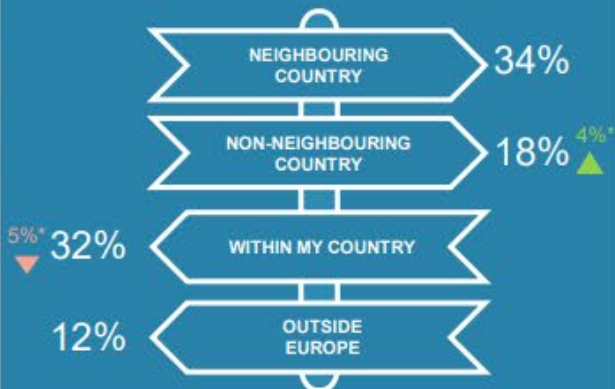 NEIGHBOURING
COUNTRY
34%
NON-NEIGHBOURING
COUNTRY
18%
4%*
5%*
32%
WITHIN MY COUNTRY
12%
OUTSIDE
EUROPE